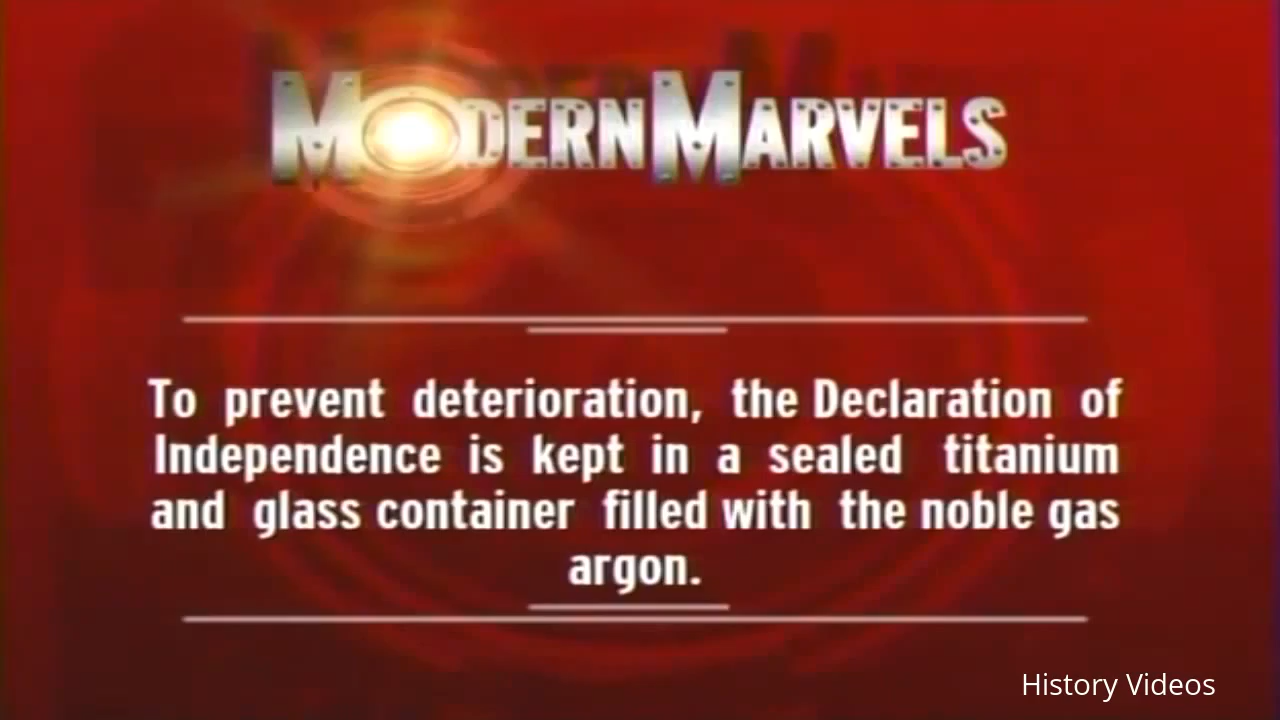 MODERN MARVELS
To prevent deterioration, the Declaration of
Independence is kept in a sealed titanium
and glass container filled with the noble gas
argon.
History Videos